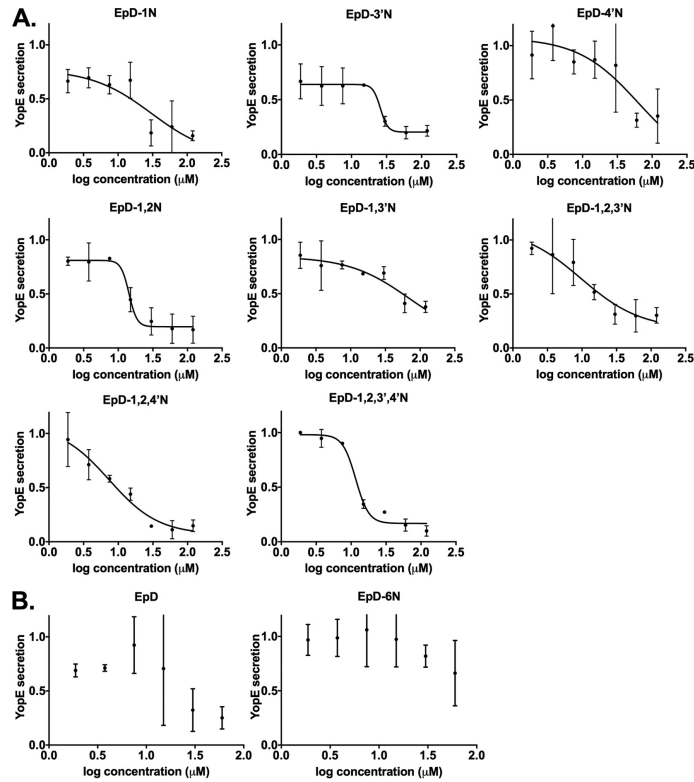 A.
EpD-1N
YopE secretion
1.0
0.5
0.0
0.0 0.5 1.0 1.5 2.0 2.5
log concentration (µM)
EpD-3'N
YopE secretion
1.0
0.5
0.0
0.0 0.5 1.0 1.5 2.0 2.5
log concentration (µM)
EpD-4'N
YopE secretion
1.0
0.5
0.0
0.0 0.5 1.0 1.5 2.0 2.5
log concentration (µM)
EpD-1,2N
YopE secretion
1.0
0.5
0.0
0.0 0.5 1.0 1.5 2.0 2.5
log concentration (µM)
EpD-1,3'N
YopE secretion
1.0
0.5
0.0
0.0 0.5 1.0 1.5 2.0 2.5
log concentration (µM)
EpD-1,2,3'N
YopE secretion
1.0
0.5
0.0
0.0 0.5 1.0 1.5 2.0 2.5
log concentration (µM)
EpD-1,2,4'N
YopE secretion
1.0
0.5
0.0
0.0 0.5 1.0 1.5 2.0 2.5
log concentration (µM)
EpD-1,2,3',4'N
YopE secretion
1.0
0.5
0.0
0.0 0.5 1.0 1.5 2.0 2.5
log concentration (µM)
B.
EpD
YopE secretion
1.0
0.5
0.0
0.0 0.5 1.0 1.5 2.0
log concentration (µM)
EpD-6N
YopE secretion
1.0
0.5
0.0
0.0 0.5 1.0 1.5 2.0
log concentration (µM)